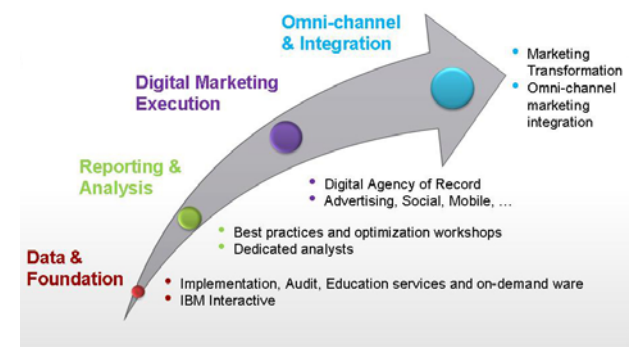 Omni-channel
& Integration
• Marketing
Transformation
• Omni-channel
marketing
integration
Digital Marketing
Execution
• Digital Agency of Record
• Advertising, Social, Mobile, …
Reporting &
Analysis
• Best practices and optimization workshops
• Dedicated analysts
Data &
Foundation
• Implementation, Audit, Education services and on-demand ware
• IBM Interactive